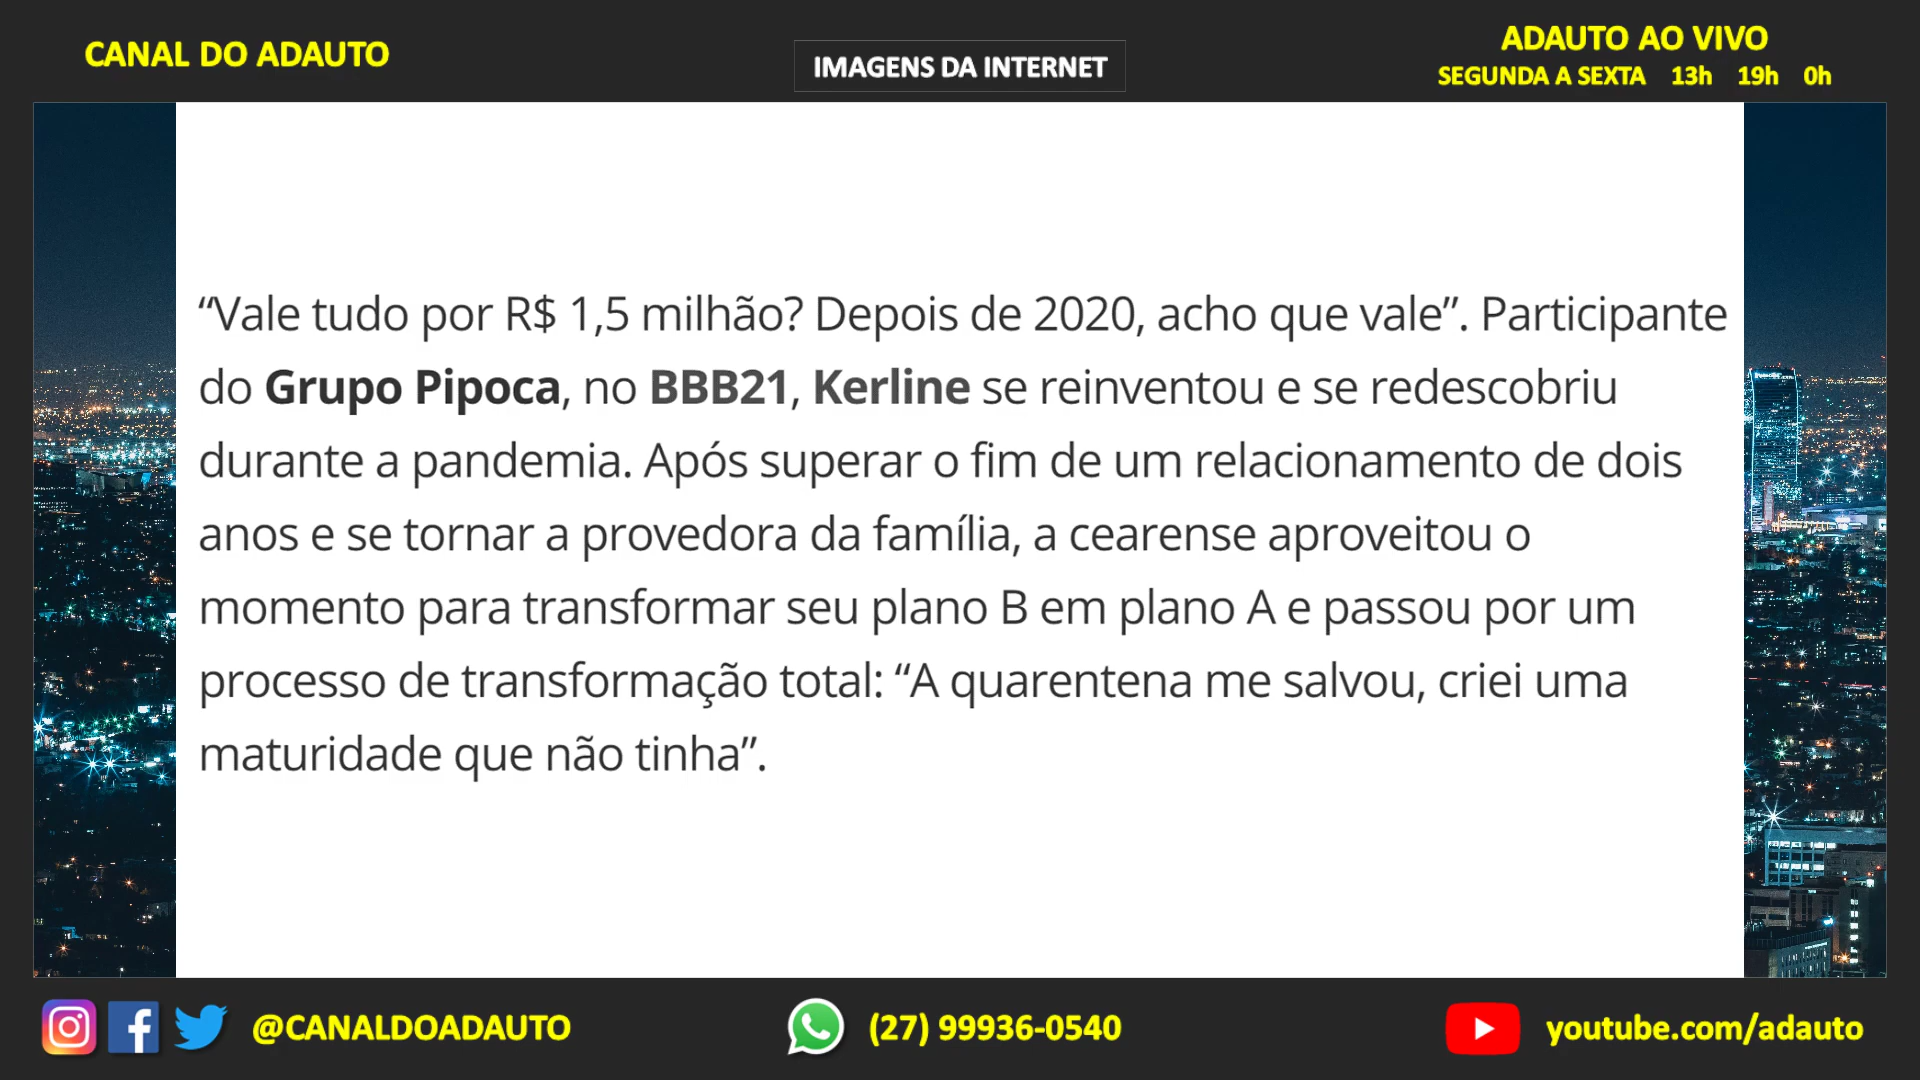 CANAL DO ADAUTO
IMAGENS DA INTERNET
ADAUTO AO VIVO
SEGUNDA A SEXTA 13h 19h 0h
“Vale tudo por R$ 1,5 milhão? Depois de 2020, acho que vale”. Participante
do Grupo Pipoca, no BBB21, Kerline se reinventou e se redescobriu
durante a pandemia. Após superar o fim de um relacionamento de dois
anos e se tornar a provedora da família, a cearense aproveitou o
momento para transformar seu plano B em plano A e passou por um
processo de transformação total: “A quarentena me salvou, criei uma
maturidade que não tinha”.
@CANALDOADAUTO
(27) 99936-0540
youtube.com/adauto